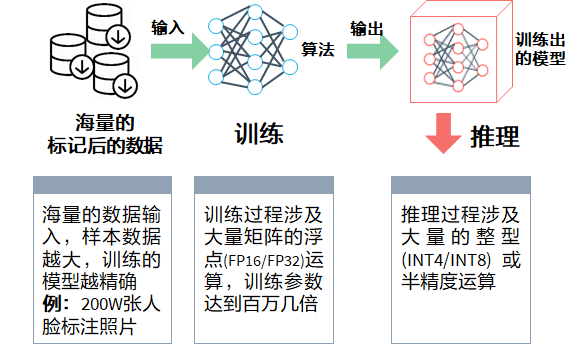 输入
算法
输出
训练出
的模型
海量的
标记后的数据
训练
推理
海量的数据输
入，样本数据
越大，训练的
模型越精确
例：200W张人
脸标注照片
训练过程涉及
大量矩阵的浮
点(FP16/FP32)运
算，训练参数
达到百万几倍
推理过程涉及
大量的整型
(INT4/INT8) 或
半精度运算